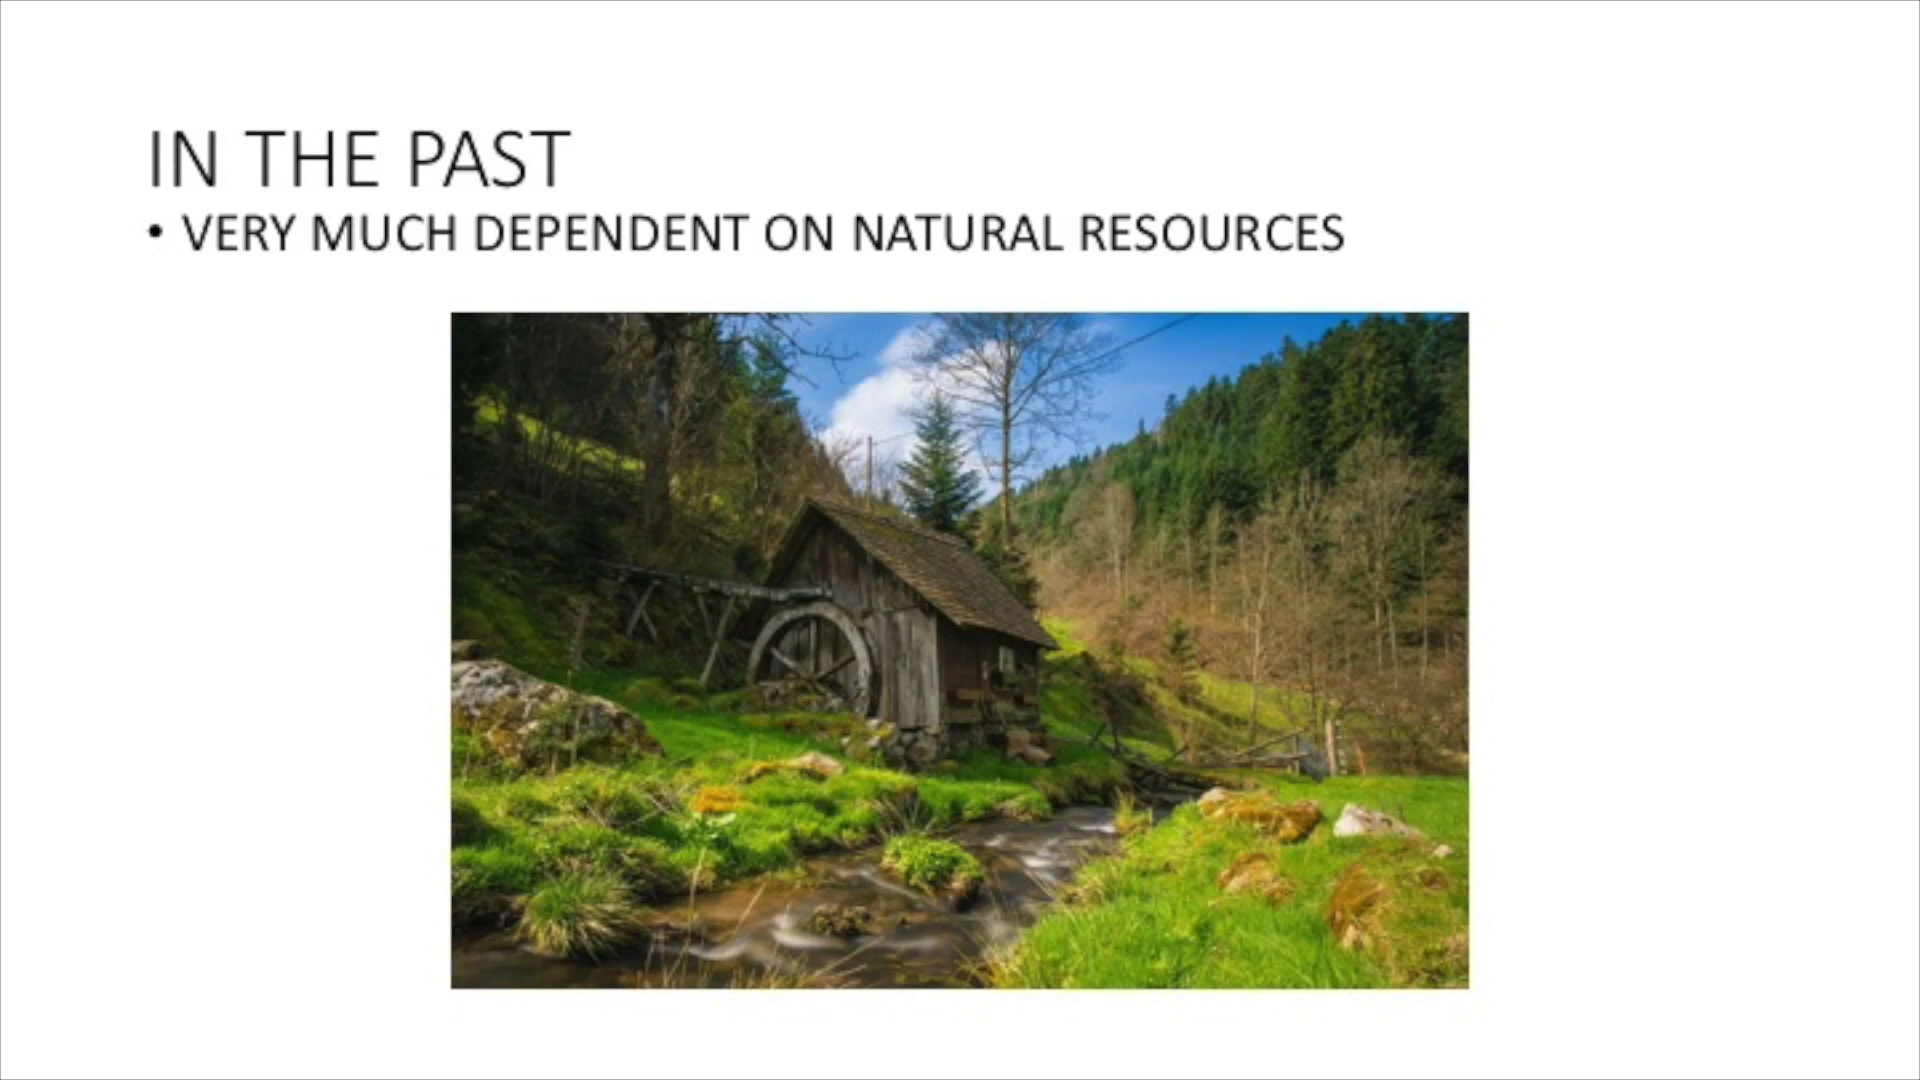 IN THE PAST
• VERY MUCH DEPENDENT ON NATURAL RESOURCES